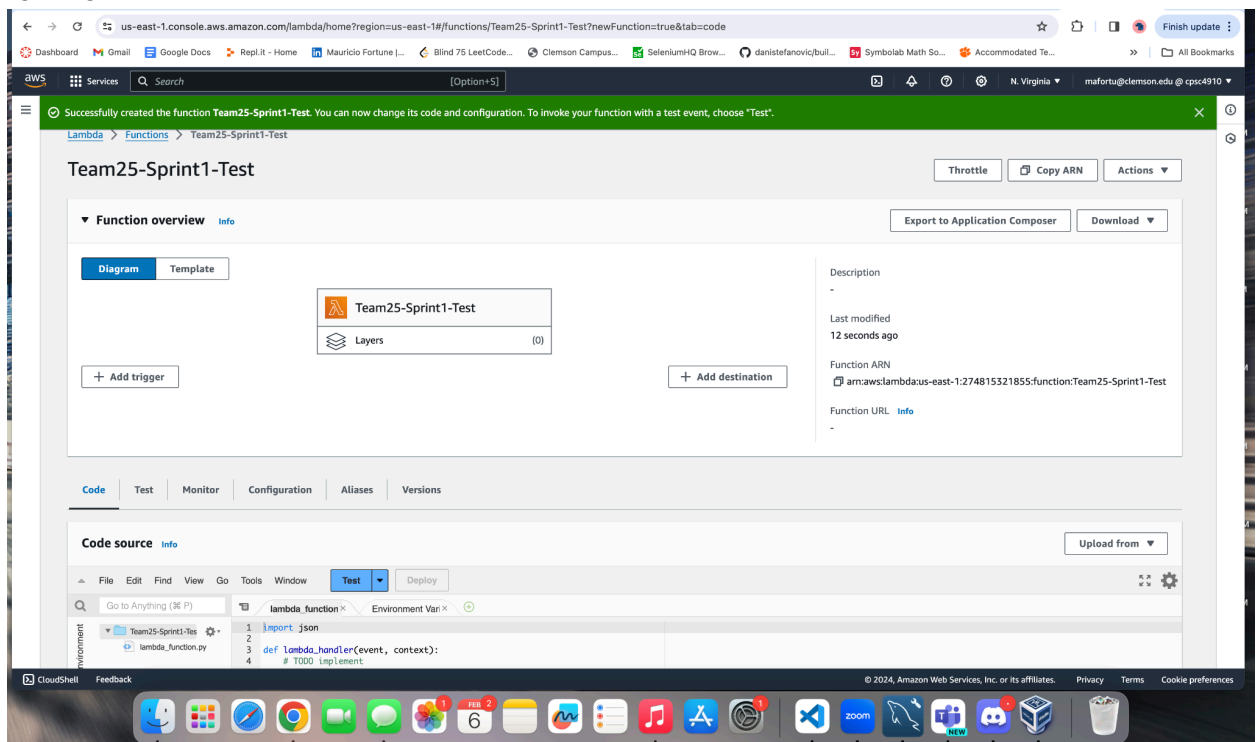 us-east-1.console.aws.amazon.com/lambda/home?region=us-east-1#/functions/Team25-Sprint1-Test?newFunction=true&tab=code
Finish update
Dashboard Gmail Google Docs Repl.it - Home Mauricio Fortune |... Blind 75 LeetCode... Clemson Campus... SeleniumHQ Brow... danistefanovic/buil... Symbolab Math So... Accommodated Te... » All Bookmarks
aws Services Search [Option+S] N. Virginia ▼ mafortu@clemson.edu @ cpsc4910 ▼
Successfully created the function Team25-Sprint1-Test. You can now change its code and configuration. To invoke your function with a test event, choose "Test".
Lambda > Functions > Team25-Sprint1-Test
Team25-Sprint1-Test
Throttle Copy ARN Actions ▼
▼ Function overview Info
Export to Application Composer Download ▼
Diagram Template
Team25-Sprint1-Test
Layers (0)
+ Add trigger
+ Add destination
Description
-
Last modified
12 seconds ago
Function ARN
arn:aws:lambda:us-east-1:274815321855:function:Team25-Sprint1-Test
Function URL Info
-
Code Test Monitor Configuration Aliases Versions
Code source Info
Upload from ▼
File Edit Find View Go Tools Window Test Deploy
Go to Anything (⌘ P)
lambda_function × Environment Vari ×
Team25-Sprint1-Tes
lambda_function.py
1 import json
2
3 def lambda_handler(event, context):
4 # TODO implement
CloudShell Feedback © 2024, Amazon Web Services, Inc. or its affiliates. Privacy Terms Cookie preferences
FEB 2
6
1
1
zoom
NEW